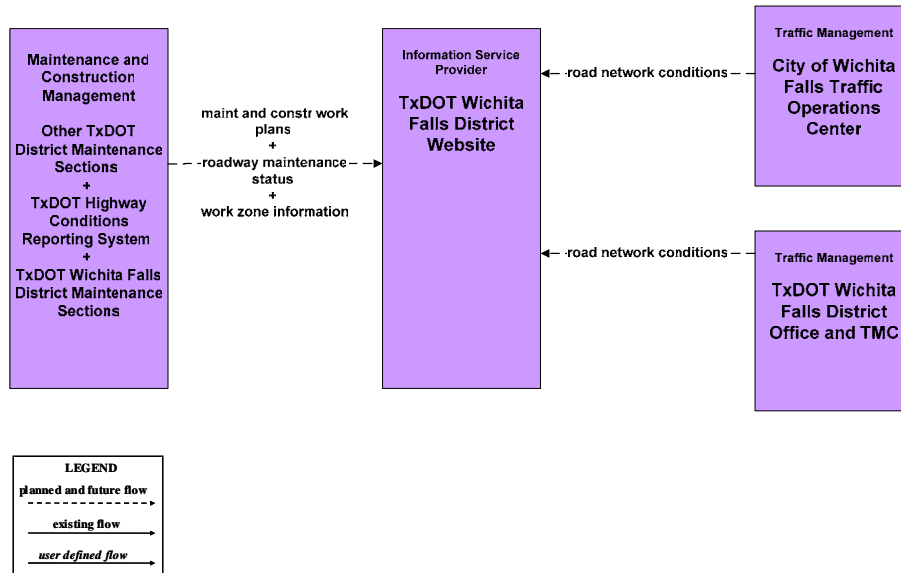 Maintenance and
Construction
Management
Other TxDOT
District Maintenance
Sections
+
TxDOT Highway
Conditions
Reporting System
+
TxDOT Wichita Falls
District Maintenance
Sections
maint and constr work
plans
+
roadway maintenance
status
+
work zone information
Information Service
Provider
TxDOT Wichita
Falls District
Website
road network conditions
Traffic Management
City of Wichita
Falls Traffic
Operations
Center
road network conditions
Traffic Management
TxDOT Wichita
Falls District
Office and TMC
LEGEND
planned and future flow
existing flow
user defined flow